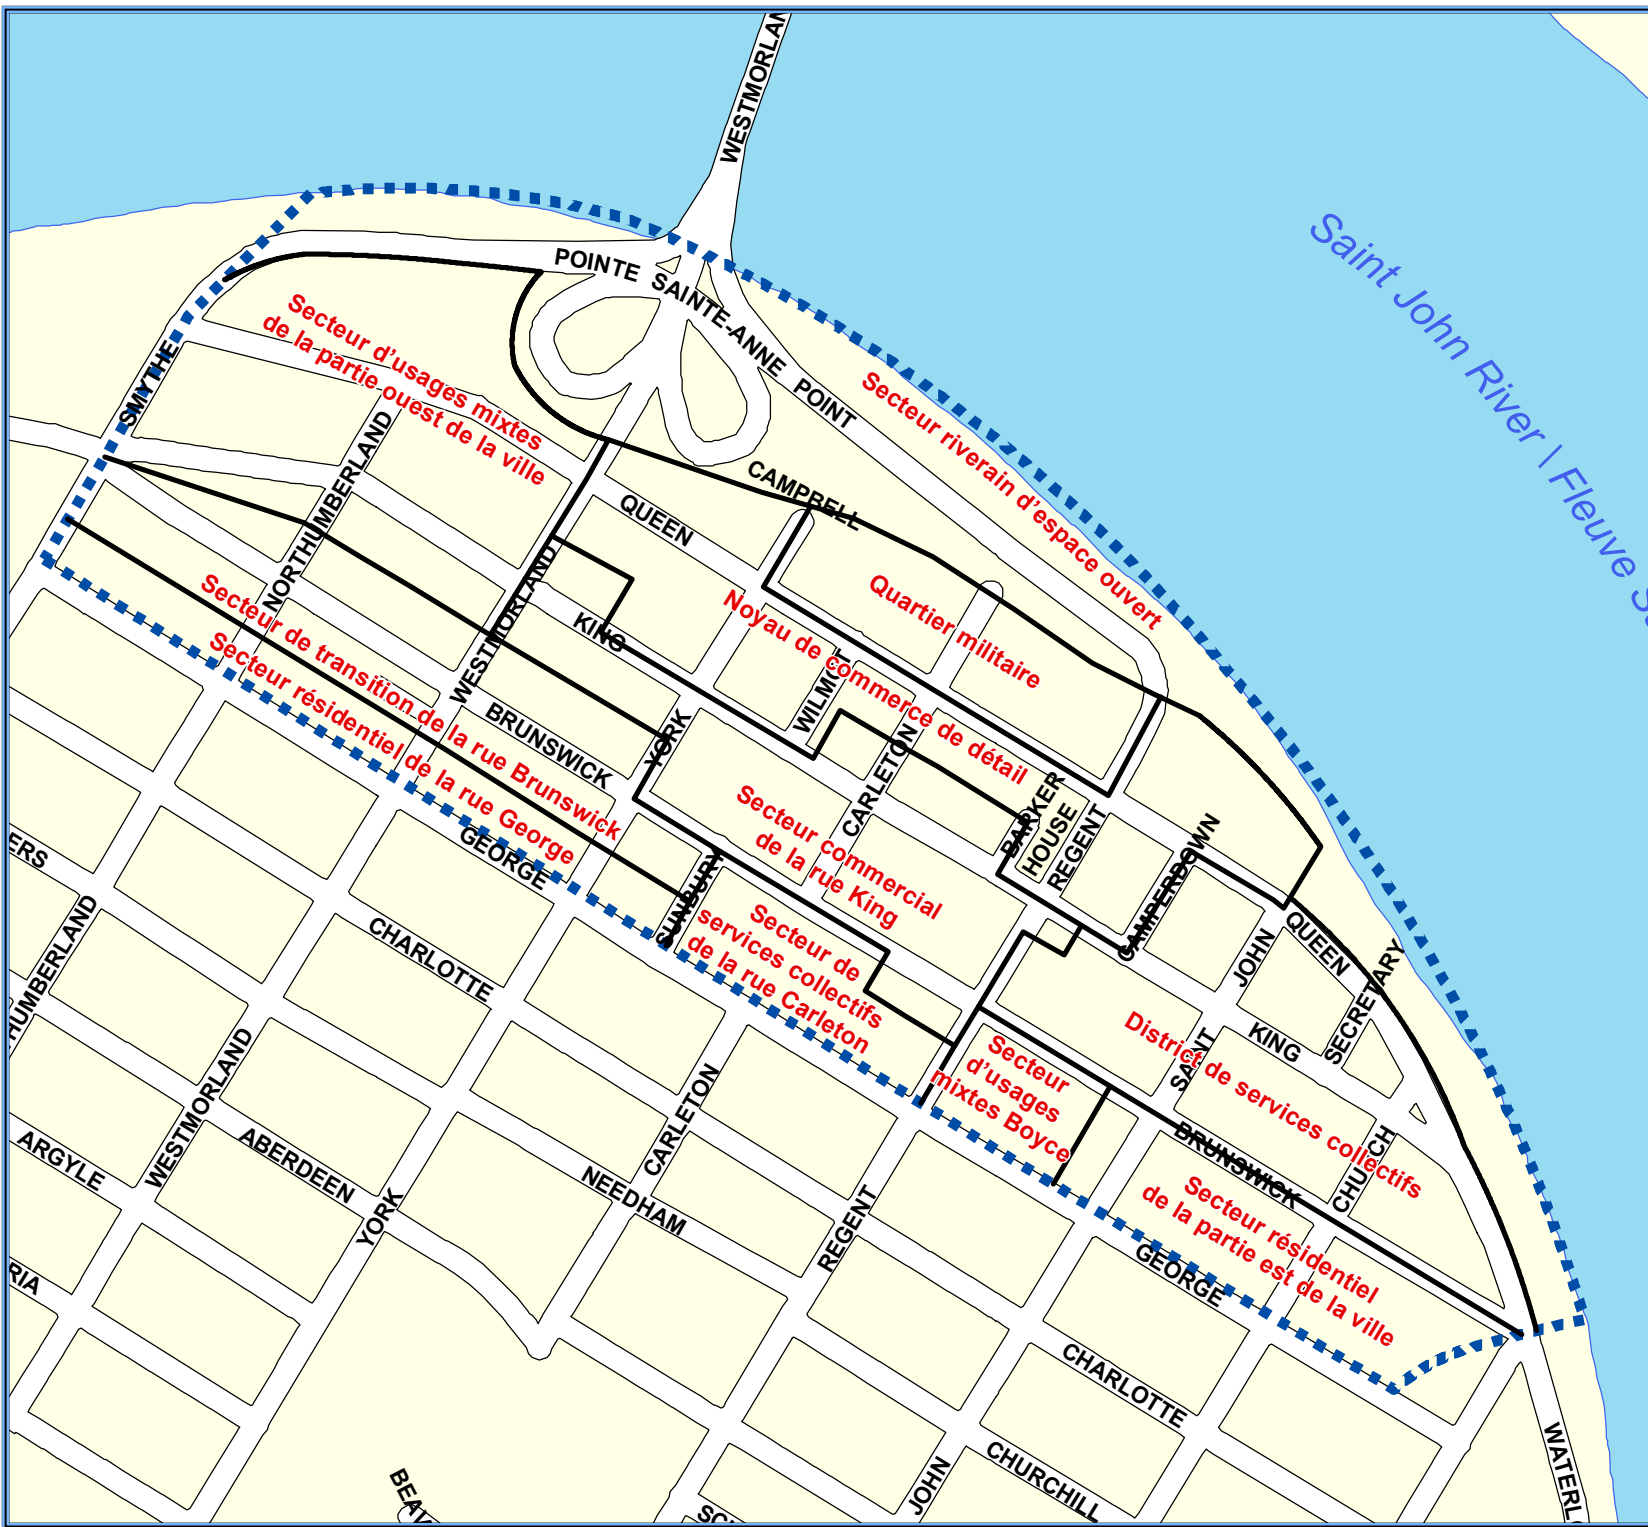 WESTMORLAN
Saint John River | Fleuve S
POINTE SAINTE-ANNE POINT
Secteur d'usages mixtes
de la partie ouest de la ville
SMYTHE
Secteur riverain d'espace ouvert
NORTHUMBERLAND
CAMPBELL
QUEEN
Quartier militaire
Noyau de commerce de détail
WESTMORLAND
KING
WILMOT
Secteur de transition de la rue Brunswick
Secteur résidentiel de la rue George
BRUNSWICK
YORK
CARLETON
Secteur commercial
de la rue King
BARKER
HOUSE
REGENT
CAMPERDOWN
GEORGE
SUNBURY
Secteur de
services collectifs
de la rue Carleton
QUEEN
JOHN
SECRETARY
ERS
HUMBERLAND
CHARLOTTE
District de services collectifs
SAINT
KING
Secteur
d'usages
mixtes Boyce
WESTMORLAND
CARLETON
BRUNSWICK
CHURCH
ARGYLE
ABERDEEN
YORK
NEEDHAM
REGENT
Secteur résidentiel
de la partie est de la ville
GEORGE
RIA
CHARLOTTE
BEAV
JOHN
CHURCHILL
WATERL